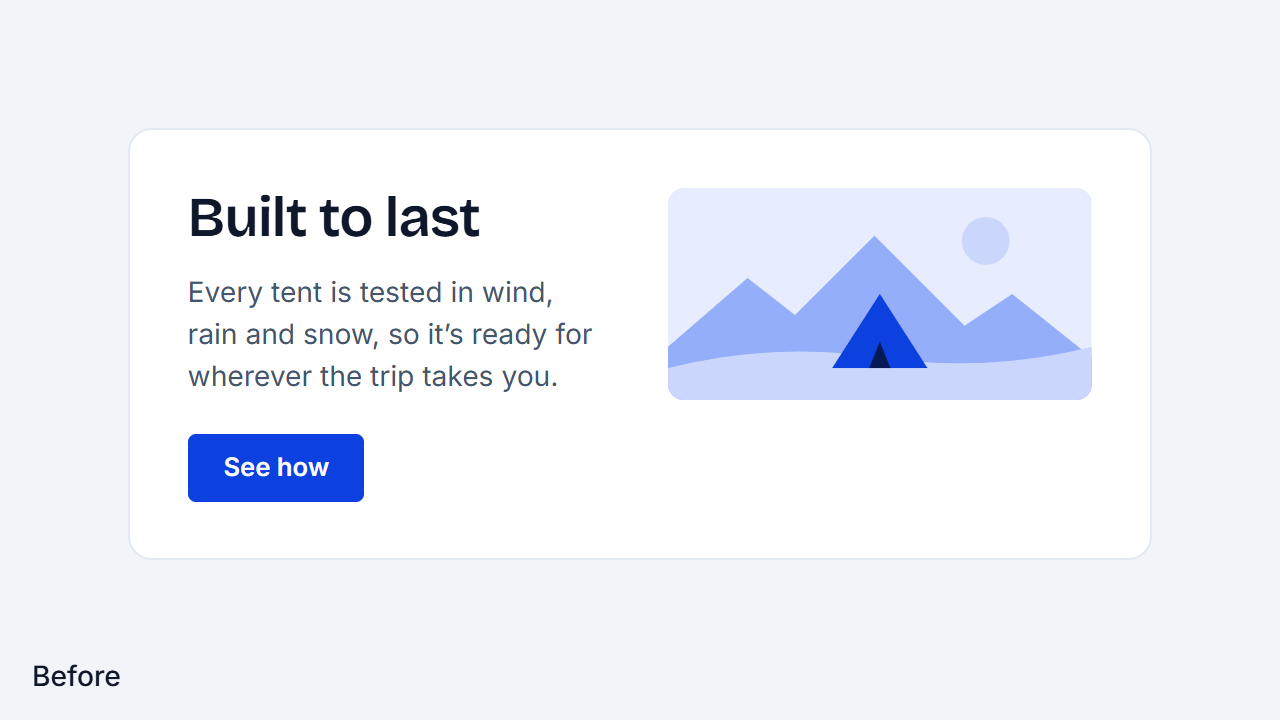 Built to last
Every tent is tested in wind,
rain and snow, so it’s ready for
wherever the trip takes you.
See how
Before